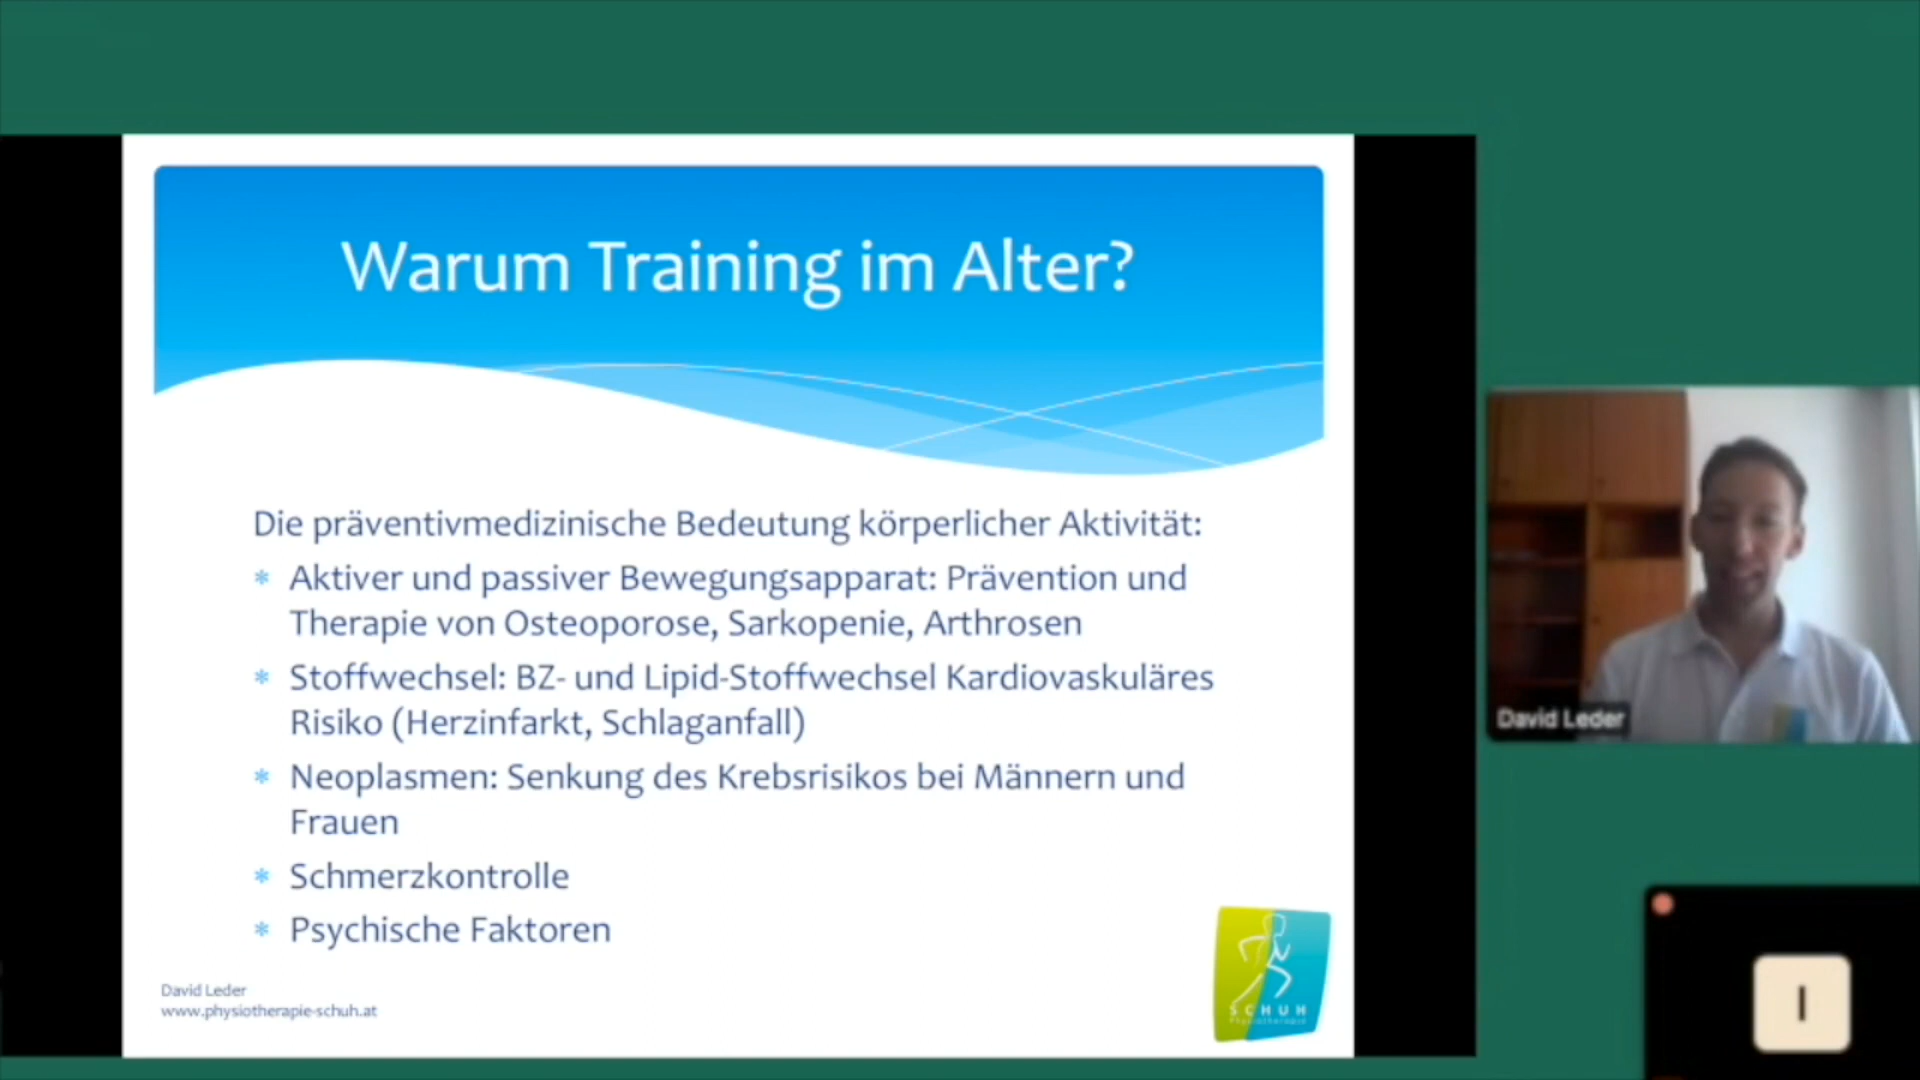 Warum Training im Alter?
Die präventivmedizinische Bedeutung körperlicher Aktivität:
* Aktiver und passiver Bewegungsapparat: Prävention und
Therapie von Osteoporose, Sarkopenie, Arthrosen
* Stoffwechsel: BZ- und Lipid-Stoffwechsel Kardiovaskuläres
Risiko (Herzinfarkt, Schlaganfall)
* Neoplasmen: Senkung des Krebsrisikos bei Männern und
Frauen
* Schmerzkontrolle
* Psychische Faktoren
David Leder
www.physiotherapie-schuh.at
SCHUH
Physiotherapie
David Leder
I